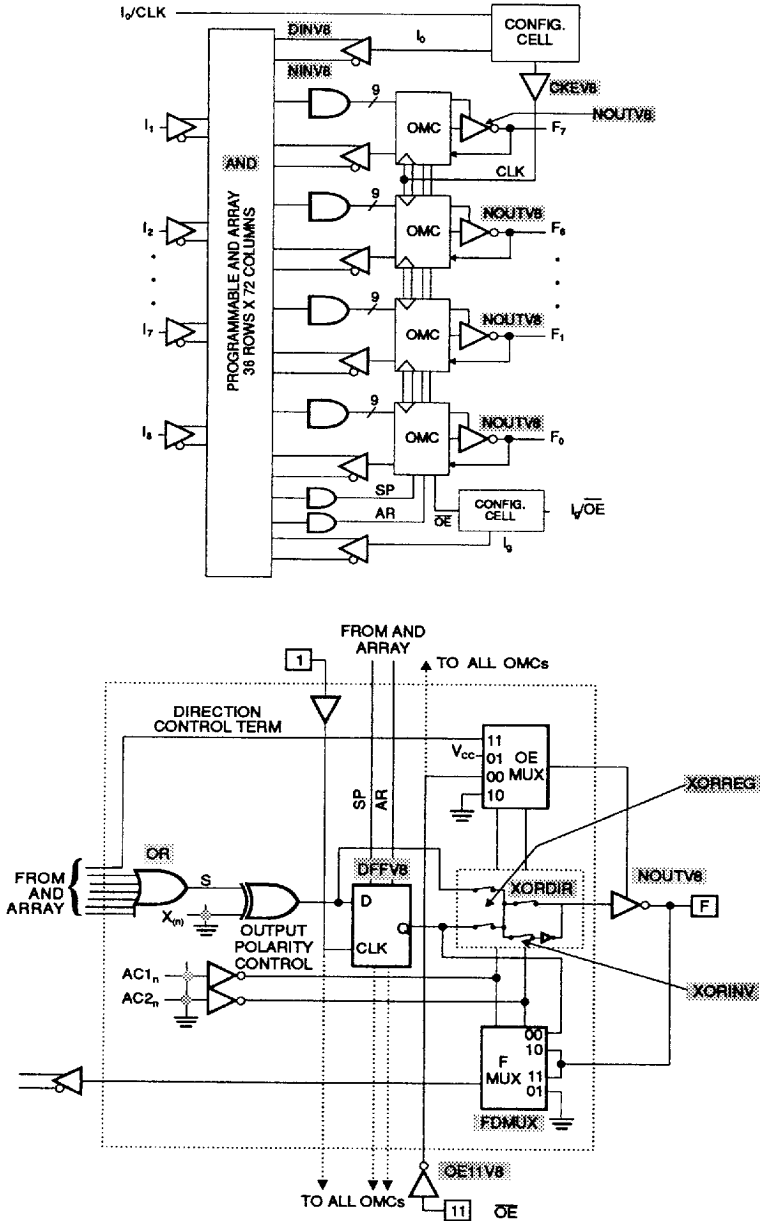 I₀/CLK
DINV8
I₀
CONFIG.
CELL
NINV8
CKEV8
9
OMC
NOUTV8
F₇
I₁
AND
CLK
PROGRAMMABLE AND ARRAY
36 ROWS X 72 COLUMNS
9
NOUTV8
I₂
OMC
F₆
9
NOUTV8
I₇
OMC
F₁
9
NOUTV8
I₈
OMC
F₀
SP
AR
OE
CONFIG.
CELL
I₉/OE
I₉
FROM AND
ARRAY
1
TO ALL OMCs
DIRECTION
CONTROL TERM
VCC
11
01
00
10
OE
MUX
SP
AR
XORREG
OR
DFFV8
NOUTV8
FROM
AND
ARRAY
S
XORDIR
D
F
X(n)
OUTPUT
POLARITY
CONTROL
Q
CLK
AC1n
AC2n
XORINV
00
10
11
01
F
MUX
FDMUX
OE11V8
TO ALL OMCs
11
OE